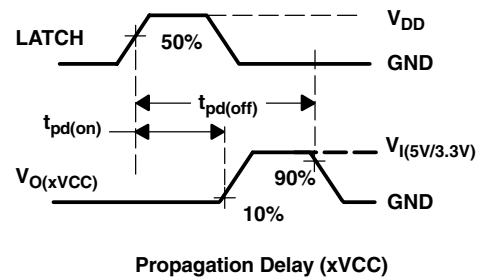 V_DD
LATCH
50%
GND
t_pd(off)
t_pd(on)
V_I(5V/3.3V)
V_O(xVCC)
90%
GND
10%
Propagation Delay (xVCC)